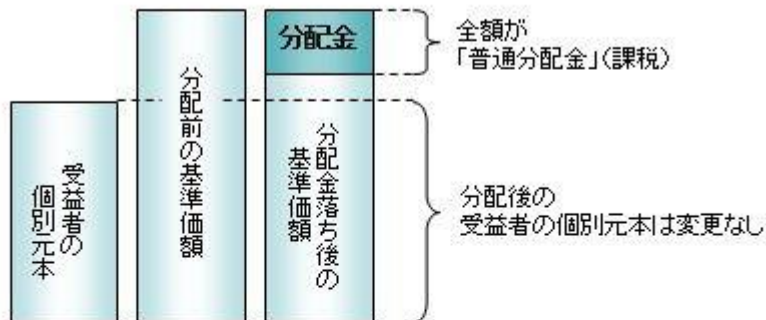 分配金
全額が
「普通分配金」(課税)
受益者の
個別元本
分配前の基準価額
分配金落ち後の
基準価額
分配後の
受益者の個別元本は変更なし